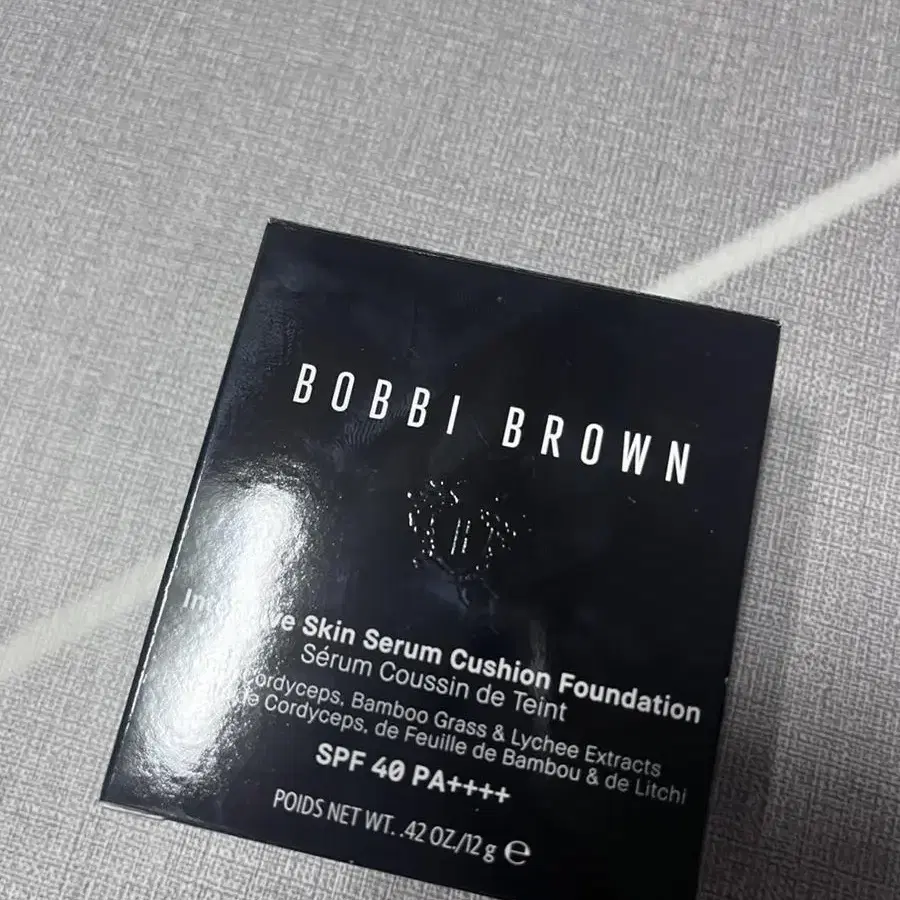 BOBBI BROWN
Skin Serum Cushion Foundation
Sérum Coussin de Teint
Cordyceps, Bamboo Grass & Lychee Extracts
de Cordyceps, de Feuille de Bambou & de Litchi
SPF 40 PA++++
POIDS NET WT. .42 OZ./12 g ℮